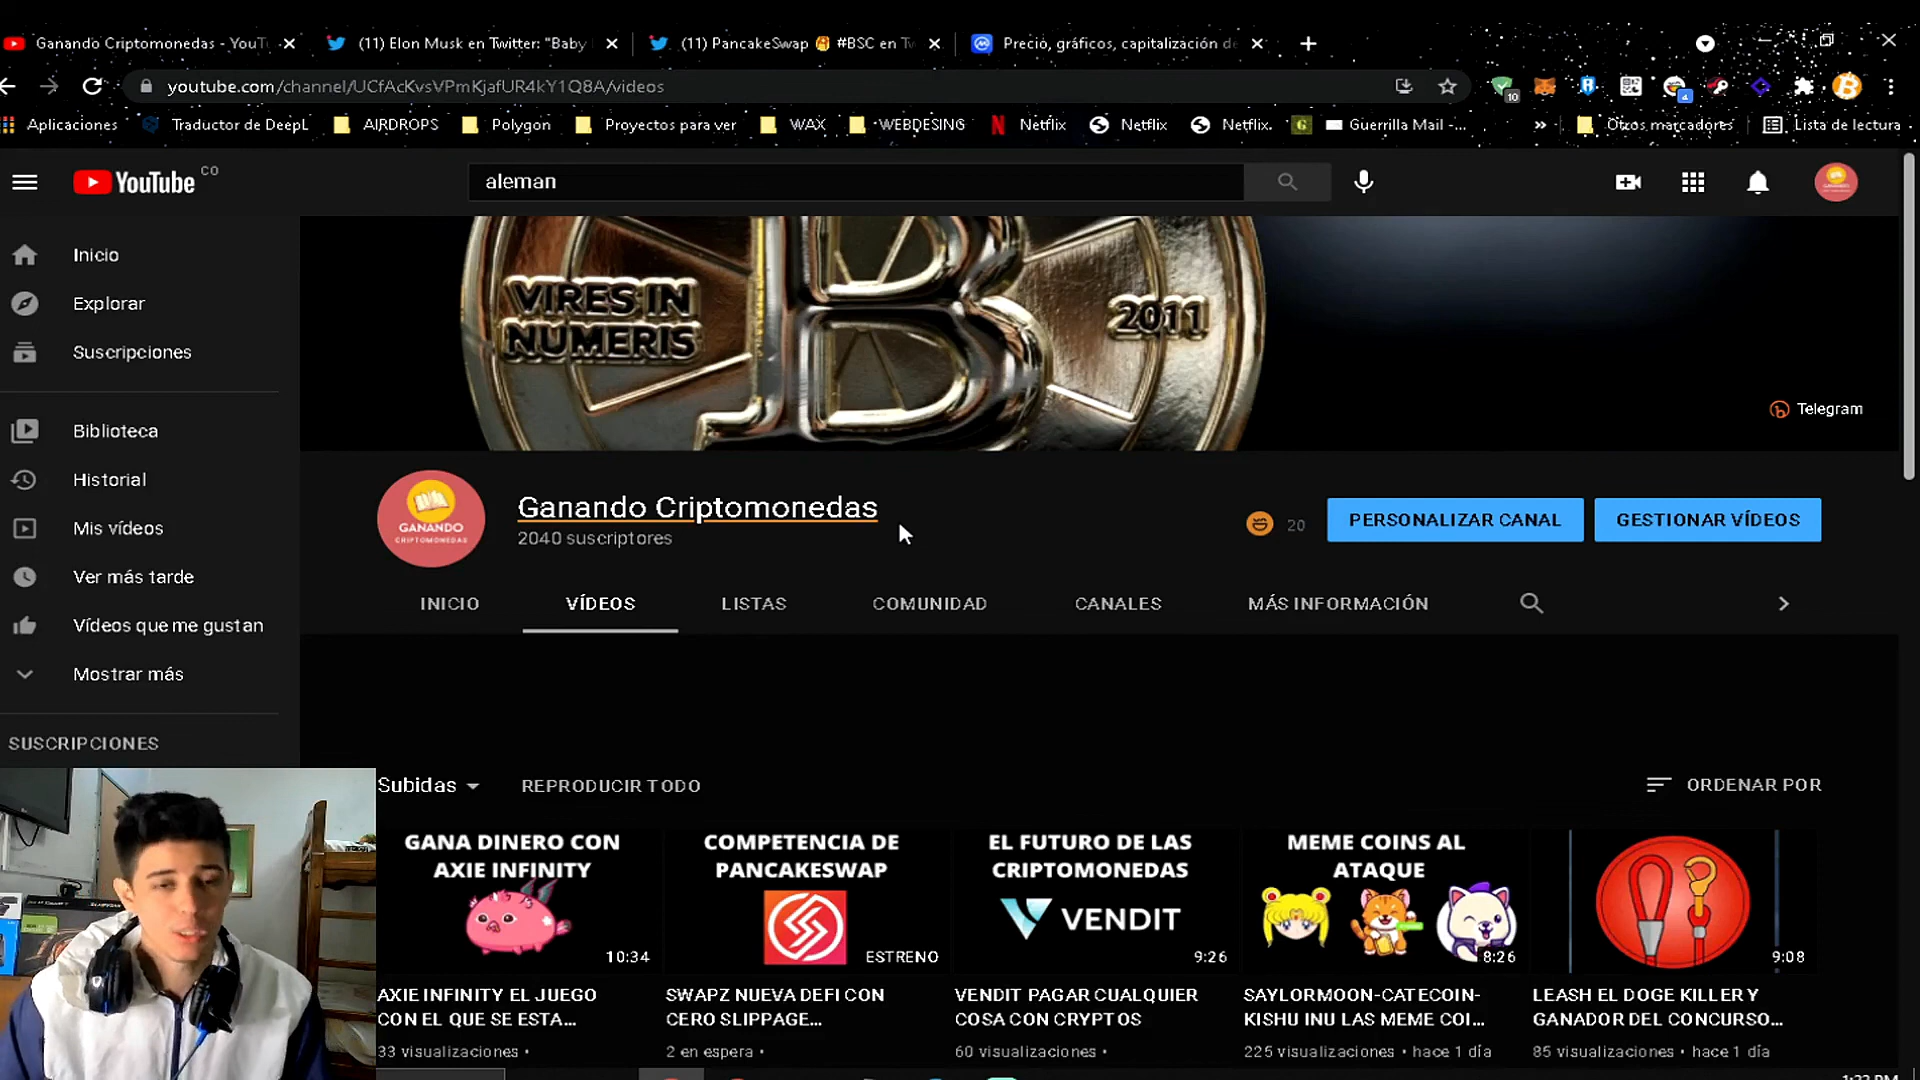 Ganando Criptomonedas - YouT
(11) Elon Musk en Twitter: "Baby
(11) PancakeSwap 🥞 #BSC en Tw
Precio, gráficos, capitalización de
youtube.com/channel/UCfAcKvsVPmKjafUR4kY1Q8A/videos
10
4
Aplicaciones
Traductor de DeepL
AIRDROPS
Polygon
Proyectos para ver
WAX
WEBDESING
Netflix
Netflix
Netflix.
Guerrilla Mail -...
Otros marcadores
Lista de lectura
YouTube CO
aleman
Inicio
Explorar
Suscripciones
Biblioteca
Historial
Mis vídeos
Ver más tarde
Vídeos que me gustan
Mostrar más
SUSCRIPCIONES
VIRES IN
NUMERIS
2011
Telegram
GANANDO
CRIPTOMONEDAS
Ganando Criptomonedas
2040 suscriptores
20
PERSONALIZAR CANAL
GESTIONAR VÍDEOS
INICIO
VÍDEOS
LISTAS
COMUNIDAD
CANALES
MÁS INFORMACIÓN
Subidas
REPRODUCIR TODO
ORDENAR POR
GANA DINERO CON
AXIE INFINITY
10:34
AXIE INFINITY EL JUEGO
CON EL QUE SE ESTA...
33 visualizaciones •
COMPETENCIA DE
PANCAKESWAP
ESTRENO
SWAPZ NUEVA DEFI CON
CERO SLIPPAGE...
2 en espera •
EL FUTURO DE LAS
CRIPTOMONEDAS
VENDIT
9:26
VENDIT PAGAR CUALQUIER
COSA CON CRYPTOS
60 visualizaciones •
MEME COINS AL
ATAQUE
8:26
SAYLORMOON-CATECOIN-
KISHU INU LAS MEME COI...
225 visualizaciones • hace 1 día
9:08
LEASH EL DOGE KILLER Y
GANADOR DEL CONCURSO...
85 visualizaciones • hace 1 día